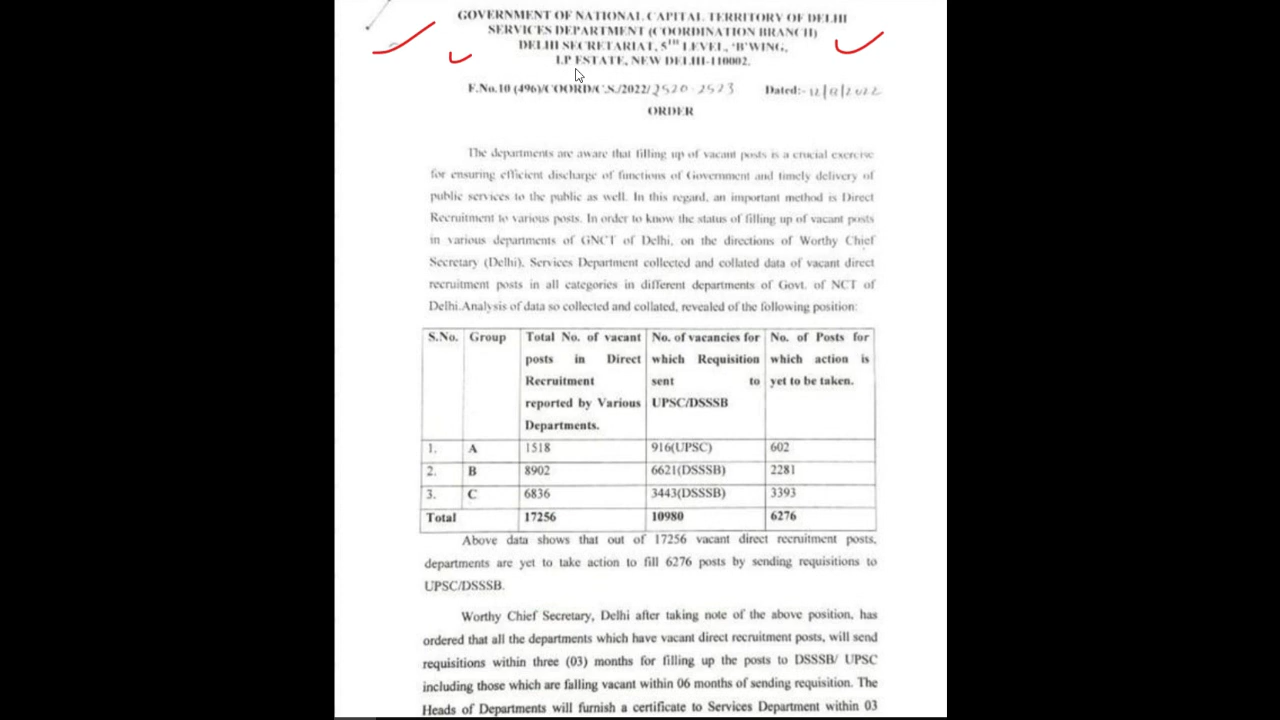 GOVERNMENT OF NATIONAL CAPITAL TERRITORY OF DELHI
SERVICES DEPARTMENT (COORDINATION BRANCH)
DELHI SECRETARIAT, 5TH LEVEL, 'B'WING,
I.P ESTATE, NEW DELHI-110002.
F.No.10 (496)/COORD/C.S./2022/2520-2523 Dated:-
ORDER
The departments are aware that filling up of vacant posts is a crucial exercise
for ensuring efficient discharge of functions of Government and timely delivery of
public services to the public as well. In this regard, an important method is Direct
Recruitment to various posts. In order to know the status of filling up of vacant posts
in various departments of GNCT of Delhi, on the directions of Worthy Chief
Secretary (Delhi), Services Department collected and collated data of vacant direct
recruitment posts in all categories in different departments of Govt. of NCT of
Delhi.Analysis of data so collected and collated, revealed of the following position:
S.No. Group Total No. of vacant No. of vacancies for No. of Posts for
posts in Direct which Requisition which action is
Recruitment sent to yet to be taken.
reported by Various UPSC/DSSSB
Departments.
1. A 1518 916(UPSC) 602
2. B 8902 6621(DSSSB) 2281
3. C 6836 3443(DSSSB) 3393
Total 17256 10980 6276
Above data shows that out of 17256 vacant direct recruitment posts,
departments are yet to take action to fill 6276 posts by sending requisitions to
UPSC/DSSSB.
Worthy Chief Secretary, Delhi after taking note of the above position, has
ordered that all the departments which have vacant direct recruitment posts, will send
requisitions within three (03) months for filling up the posts to DSSSB/ UPSC
including those which are falling vacant within 06 months of sending requisition. The
Heads of Departments will furnish a certificate to Services Department within 03